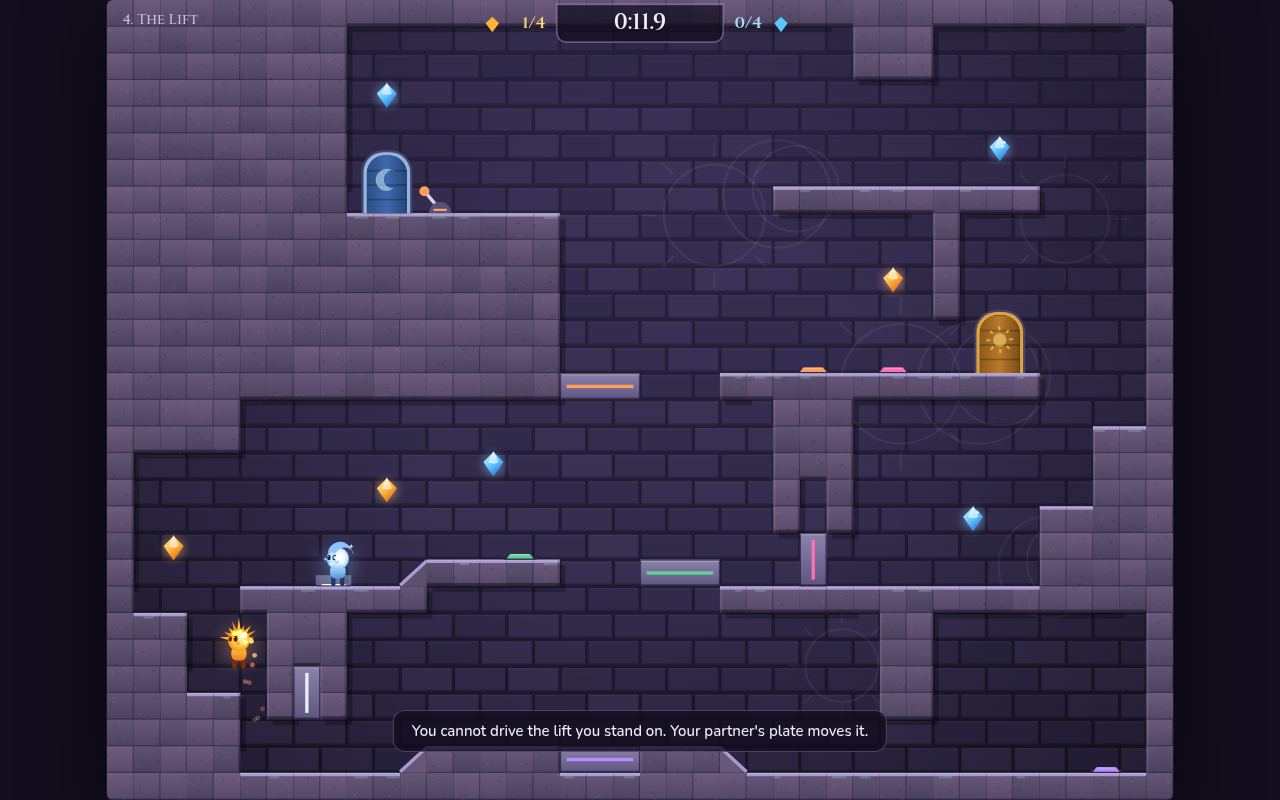 4. The Lift
1/4
0:11.9
0/4
You cannot drive the lift you stand on. Your partner's plate moves it.